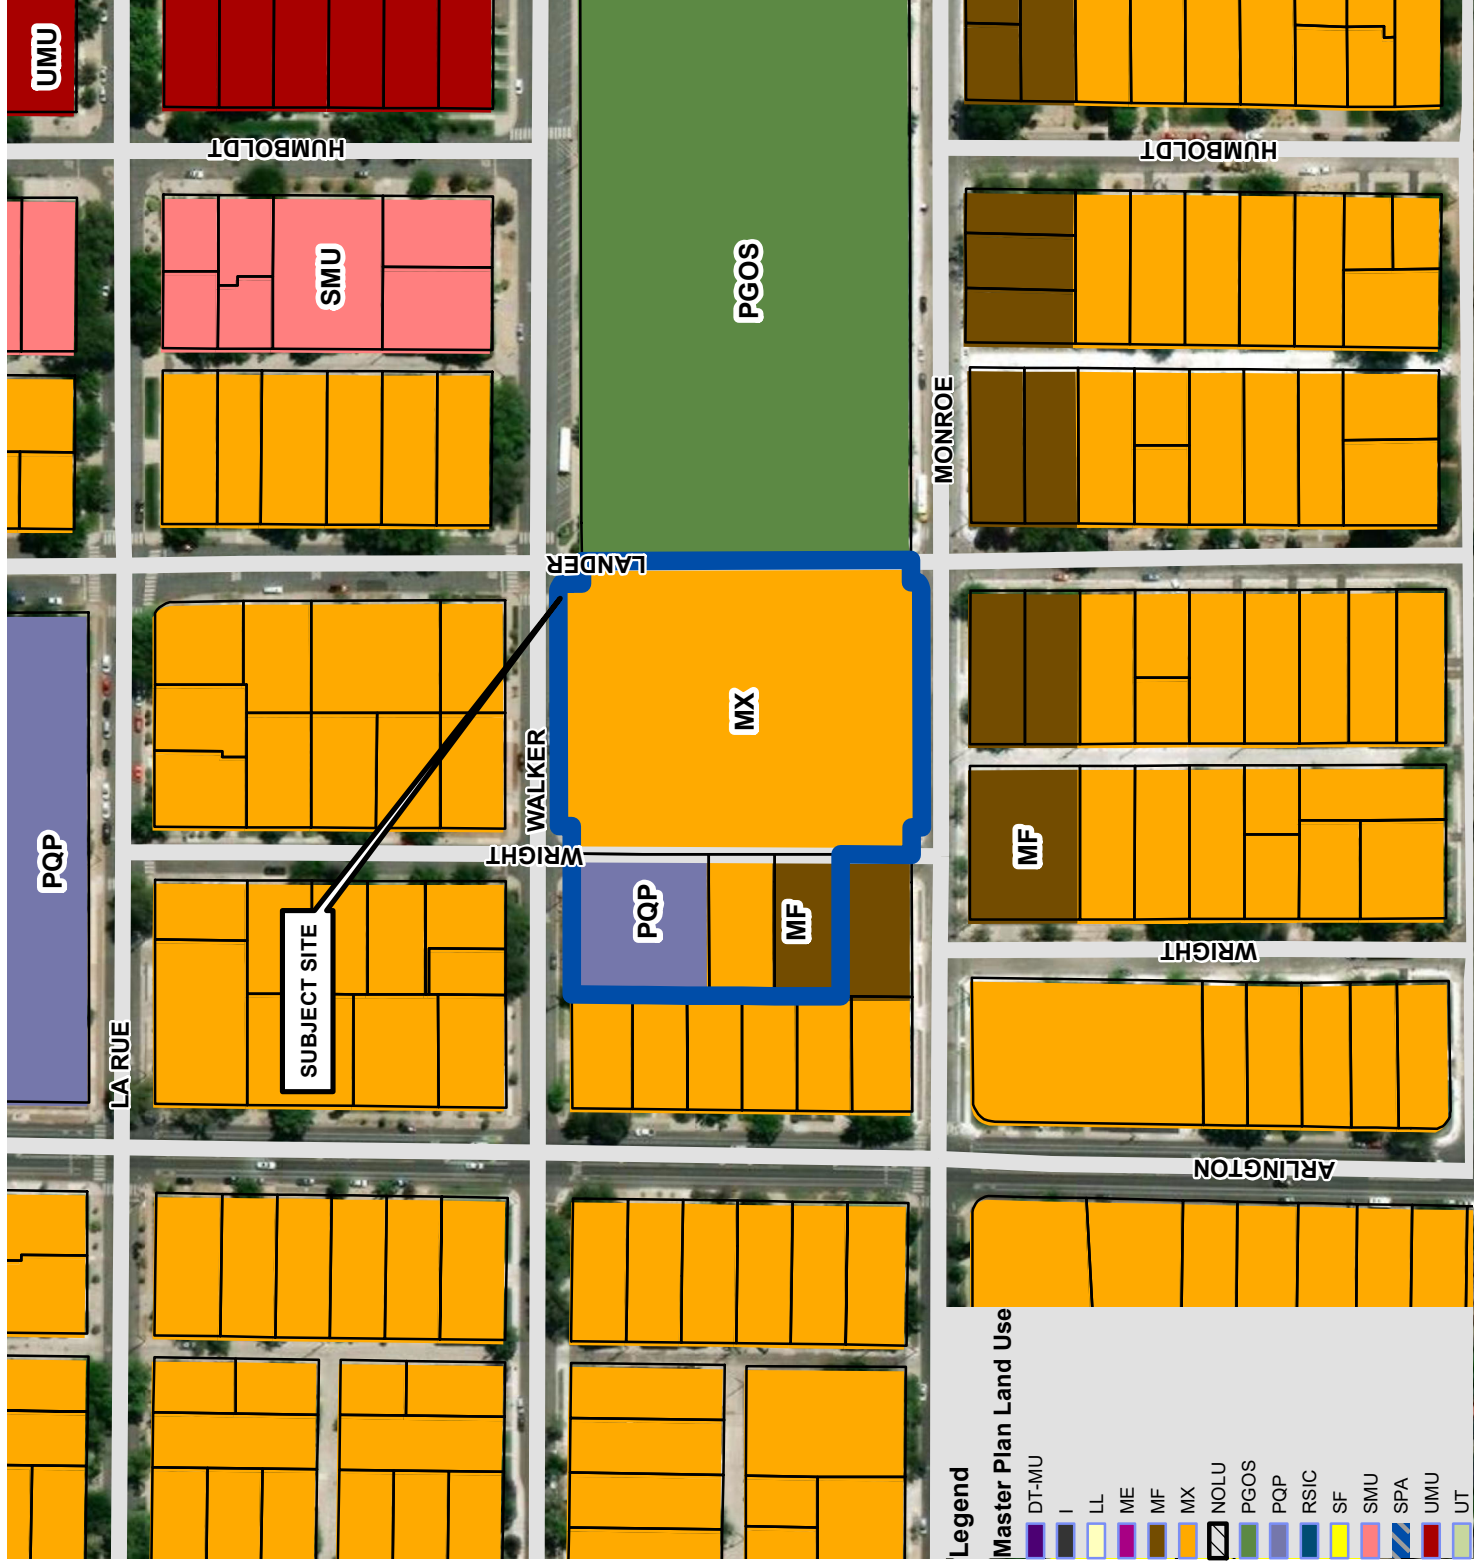 UMU
HUMBOLDT
HUMBOLDT
SMU
PGOS
MONROE
LANDER
MX
WALKER
WRIGHT
PQP
PQP
MF
MF
SUBJECT SITE
WRIGHT
LA RUE
ARLINGTON
Legend
Master Plan Land Use
DT-MU
I
LL
ME
MF
MX
NOLU
PGOS
PQP
RSIC
SF
SMU
SPA
UMU
UT